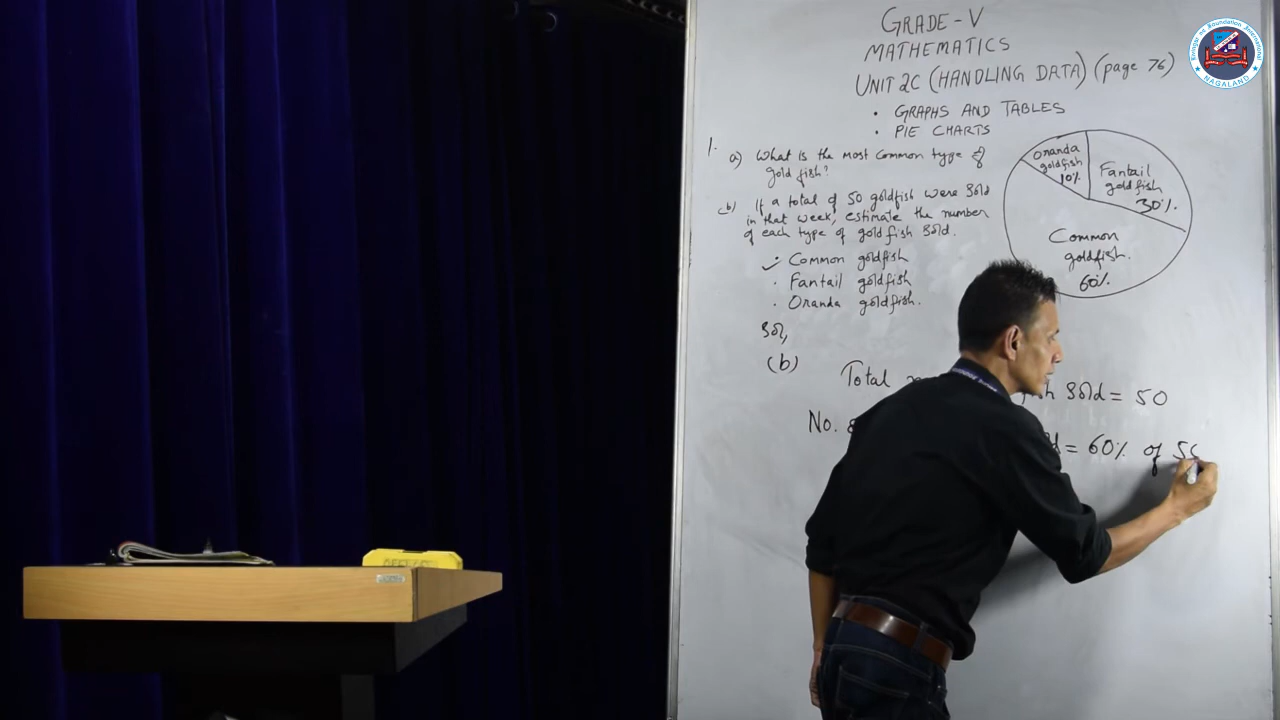 GRADE-V
MATHEMATICS
UNIT 2C (HANDLING DATA) (page 76)
• GRAPHS AND TABLES
• PIE CHARTS
1.
a) What is the most common type of
gold fish?
(b) If a total of 50 goldfish were sold
in that week, estimate the number
of each type of goldfish sold.
• Common goldfish
• Fantail goldfish
• Oranda goldfish.
Sol,
(b)
Total
sold = 50
No.
= 60% of
Oranda
goldfish
10%
Fantail
goldfish
30%.
Common
goldfish.
60%.
NAGALAND